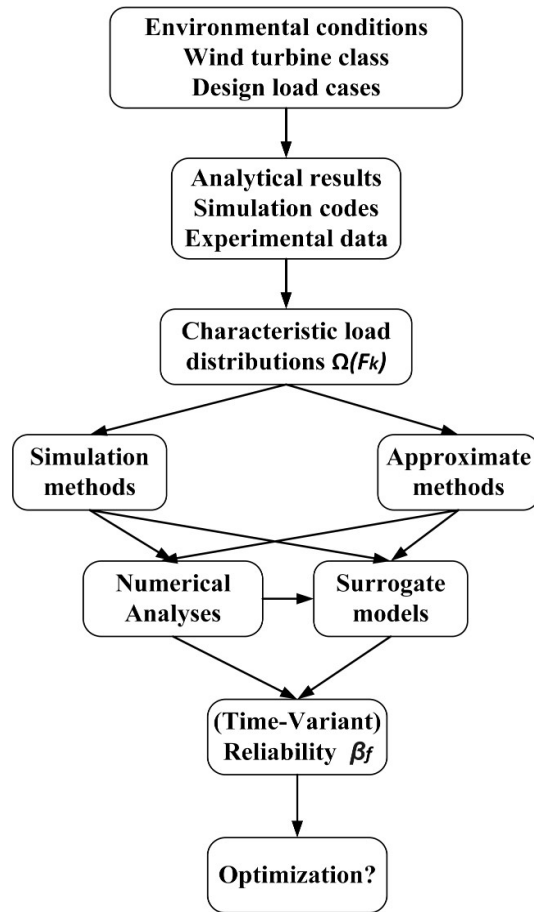 Environmental conditions
Wind turbine class
Design load cases
Analytical results
Simulation codes
Experimental data
Characteristic load
distributions Ω(Fk)
Simulation
methods
Approximate
methods
Numerical
Analyses
Surrogate
models
(Time-Variant)
Reliability βf
Optimization?